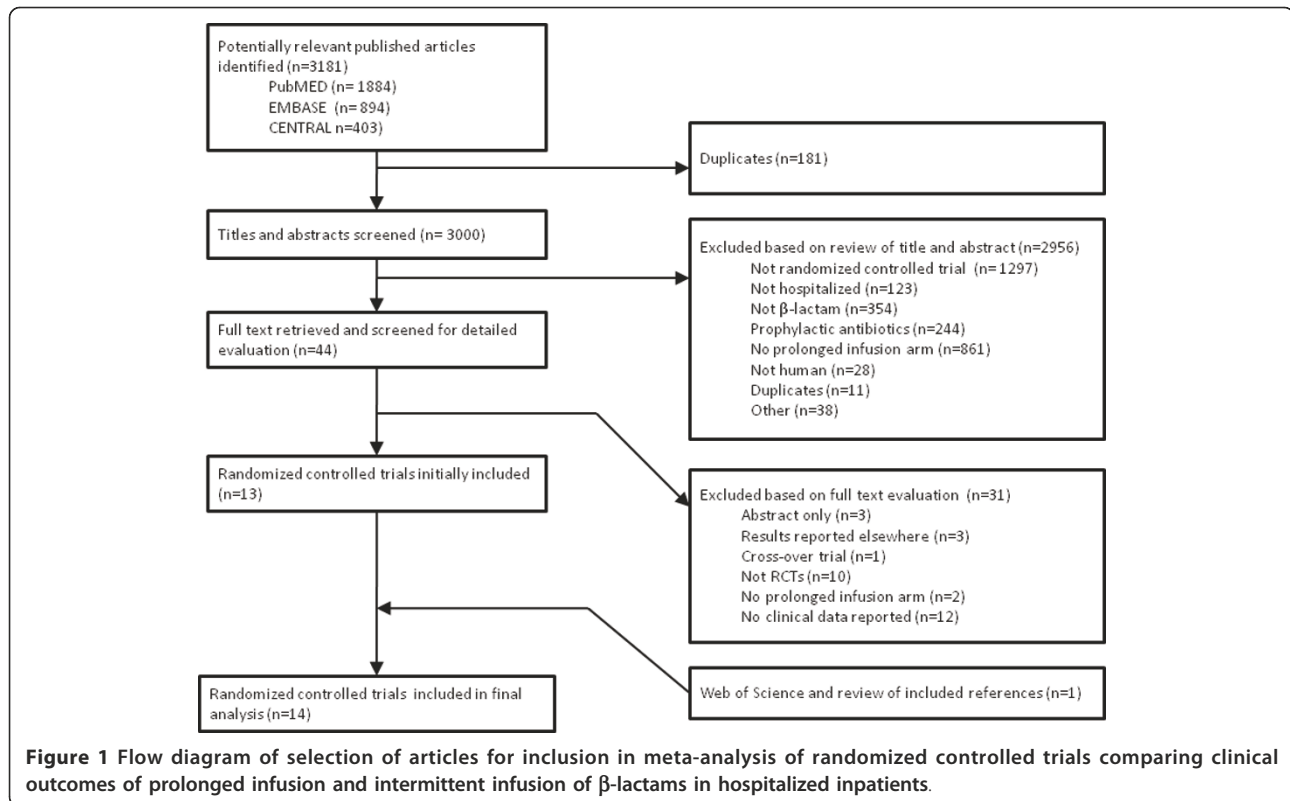 Potentially relevant published articles
identified (n=3181)
PubMED (n= 1884)
EMBASE (n= 894)
CENTRAL n=403)
Duplicates (n=181)
Titles and abstracts screened (n= 3000)
Excluded based on review of title and abstract (n=2956)
Not randomized controlled trial (n= 1297)
Not hospitalized (n=123)
Not β-lactam (n=354)
Prophylactic antibiotics (n=244)
No prolonged infusion arm (n=861)
Not human (n=28)
Duplicates (n=11)
Other (n=38)
Full text retrieved and screened for detailed
evaluation (n=44)
Randomized controlled trials initially included
(n=13)
Excluded based on full text evaluation (n=31)
Abstract only (n=3)
Results reported elsewhere (n=3)
Cross-over trial (n=1)
Not RCTs (n=10)
No prolonged infusion arm (n=2)
No clinical data reported (n=12)
Web of Science and review of included references (n=1)
Randomized controlled trials included in final
analysis (n=14)
Figure 1 Flow diagram of selection of articles for inclusion in meta-analysis of randomized controlled trials comparing clinical
outcomes of prolonged infusion and intermittent infusion of β-lactams in hospitalized inpatients.